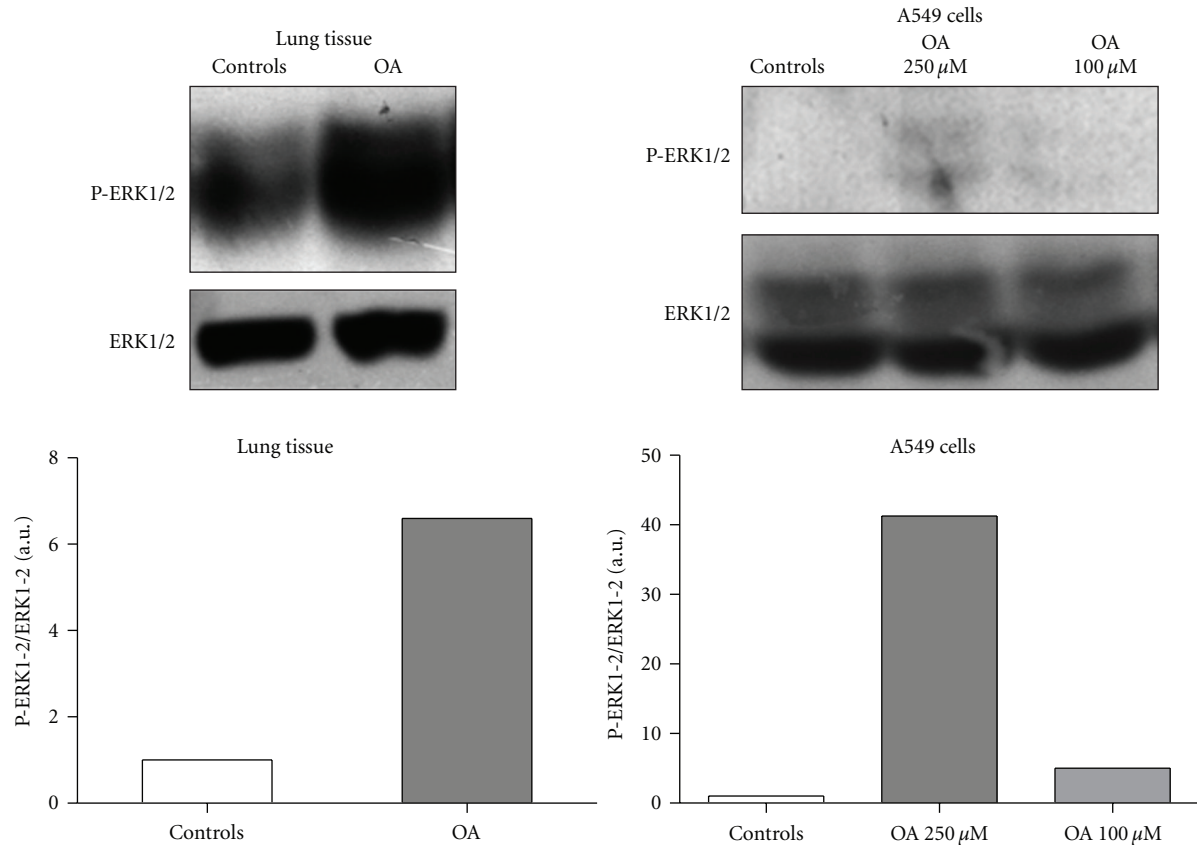 Lung tissue
Controls OA
P-ERK1/2
ERK1/2
A549 cells
OA OA
Controls 250 μM 100 μM
P-ERK1/2
ERK1/2
Lung tissue
8
6
4
2
0
P-ERK1-2/ERK1-2 (a.u.)
Controls OA
A549 cells
50
40
30
20
10
0
P-ERK1-2/ERK1-2 (a.u.)
Controls OA 250 μM OA 100 μM